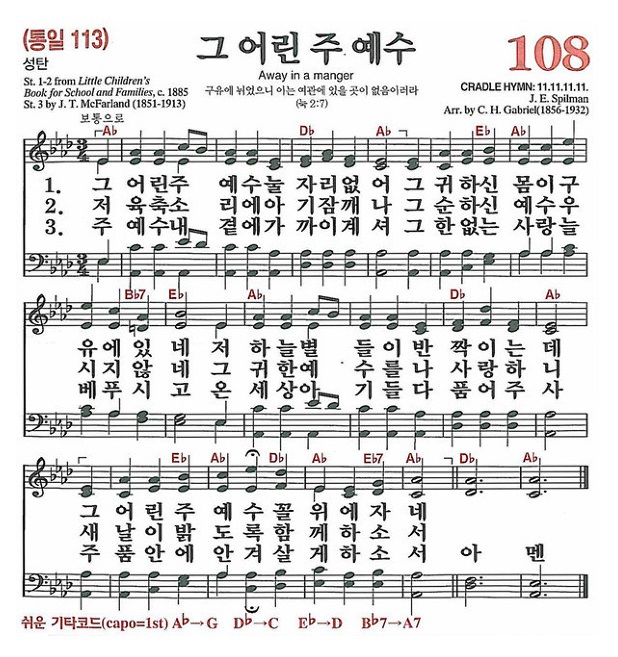 (통일 113)
그 어린 주 예수
108
성탄
Away in a manger
St. 1-2 from Little Children's
Book for School and Families, c. 1885
St. 3 by J. T. McFarland (1851-1913)
구유에 뉘었으니 이는 여관에 있을 곳이 없음이러라
(눅 2:7)
CRADLE HYMN: 11.11.11.11.
J. E. Spilman
Arr. by C. H. Gabriel(1856-1932)
보통으로
A♭ D♭ A♭ E♭ A♭
3/4
1. 그 어린주 예수눌 자리없 어 그 귀하신 몸이구
2. 저 육축소 리에아 기잠깨 나 그 순하신 예수우
3. 주 예수내 곁에가 까이계 셔 그 한없는 사랑늘
3/4
B♭7 E♭ A♭ D♭ A♭
유 에 있 네 저 하 늘별 들 이 반 짝 이 는 데
시 지 않 네 그 귀 한예 수 를 나 사 랑 하 니
베 푸 시 고 온 세 상아 기 들 다 품 어 주 사
E♭ A♭ D♭ A♭ E♭7 A♭ D♭ A♭
그 어 린 주 예 수 꼴 위 에 자 네
새 날 이 밝 도 록 함 께 하 소 서
주 품 안 에 안 겨 살 게 하 소 서 아 멘
쉬운 기타코드(capo=1st) A♭→G D♭→C E♭→D B♭7→A7